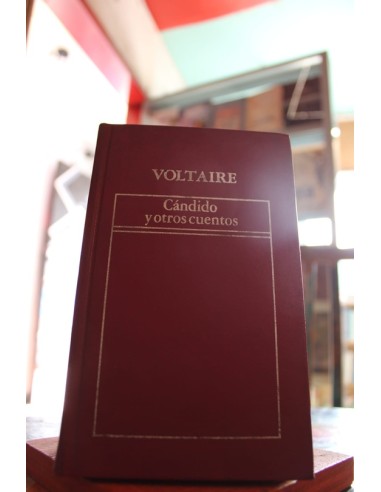 VOLTAIRE
Cándido
y otros cuentos